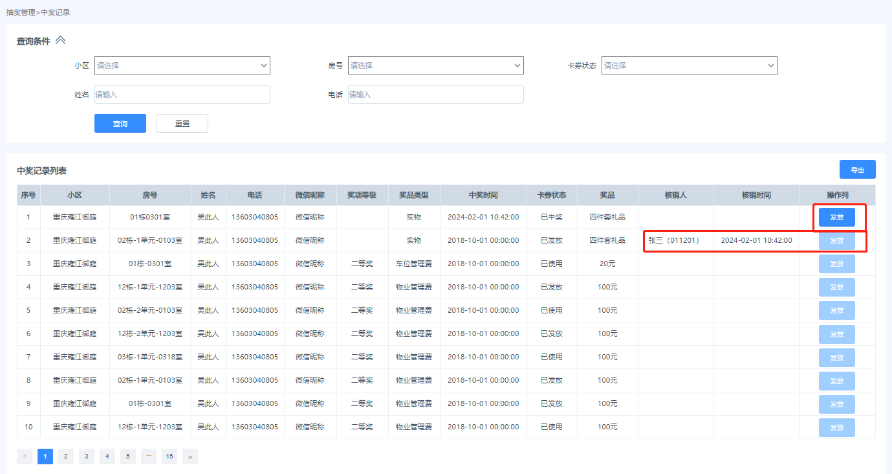 抽奖管理>中奖记录
查询条件
小区 请选择 房号 请选择 卡券状态 请选择
姓名 请输入 电话 请输入
查询 重置
中奖记录列表 导出
序号 小区 房号 姓名 电话 微信昵称 奖项等级 奖品类型 中奖时间 卡券状态 奖品 核销人 核销时间 操作列
1 重庆雍江御庭 01栋0301室 吴此人 13603040805 微信昵称 实物 2024-02-01 10:42:00 已中奖 四件套礼品 发放
2 重庆雍江御庭 02栋-1单元-0103室 吴此人 13603040805 微信昵称 实物 2018-10-01 00:00:00 已发放 四件套礼品 张三（011201） 2024-02-01 10:42:00 发放
3 重庆雍江御庭 01栋-0301室 吴此人 13603040805 微信昵称 二等奖 车位管理费 2018-10-01 00:00:00 已使用 20元 发放
4 重庆雍江御庭 12栋-1单元-1203室 吴此人 13603040805 微信昵称 二等奖 物业管理费 2018-10-01 00:00:00 已发放 100元 发放
5 重庆雍江御庭 02栋-2单元-0103室 吴此人 13603040805 微信昵称 二等奖 物业管理费 2018-10-01 00:00:00 已使用 100元 发放
6 重庆雍江御庭 12栋-2单元-1203室 吴此人 13603040805 微信昵称 二等奖 物业管理费 2018-10-01 00:00:00 已发放 100元 发放
7 重庆雍江御庭 03栋-1单元-0318室 吴此人 13603040805 微信昵称 二等奖 物业管理费 2018-10-01 00:00:00 已使用 100元 发放
8 重庆雍江御庭 02栋-1单元-0103室 吴此人 13603040805 微信昵称 二等奖 物业管理费 2018-10-01 00:00:00 已发放 100元 发放
9 重庆雍江御庭 01栋-0301室 吴此人 13603040805 微信昵称 二等奖 物业管理费 2018-10-01 00:00:00 已使用 100元 发放
10 重庆雍江御庭 12栋-1单元-1203室 吴此人 13603040805 微信昵称 二等奖 物业管理费 2018-10-01 00:00:00 已发放 100元 发放
< 1 2 3 4 5 ··· 15 >